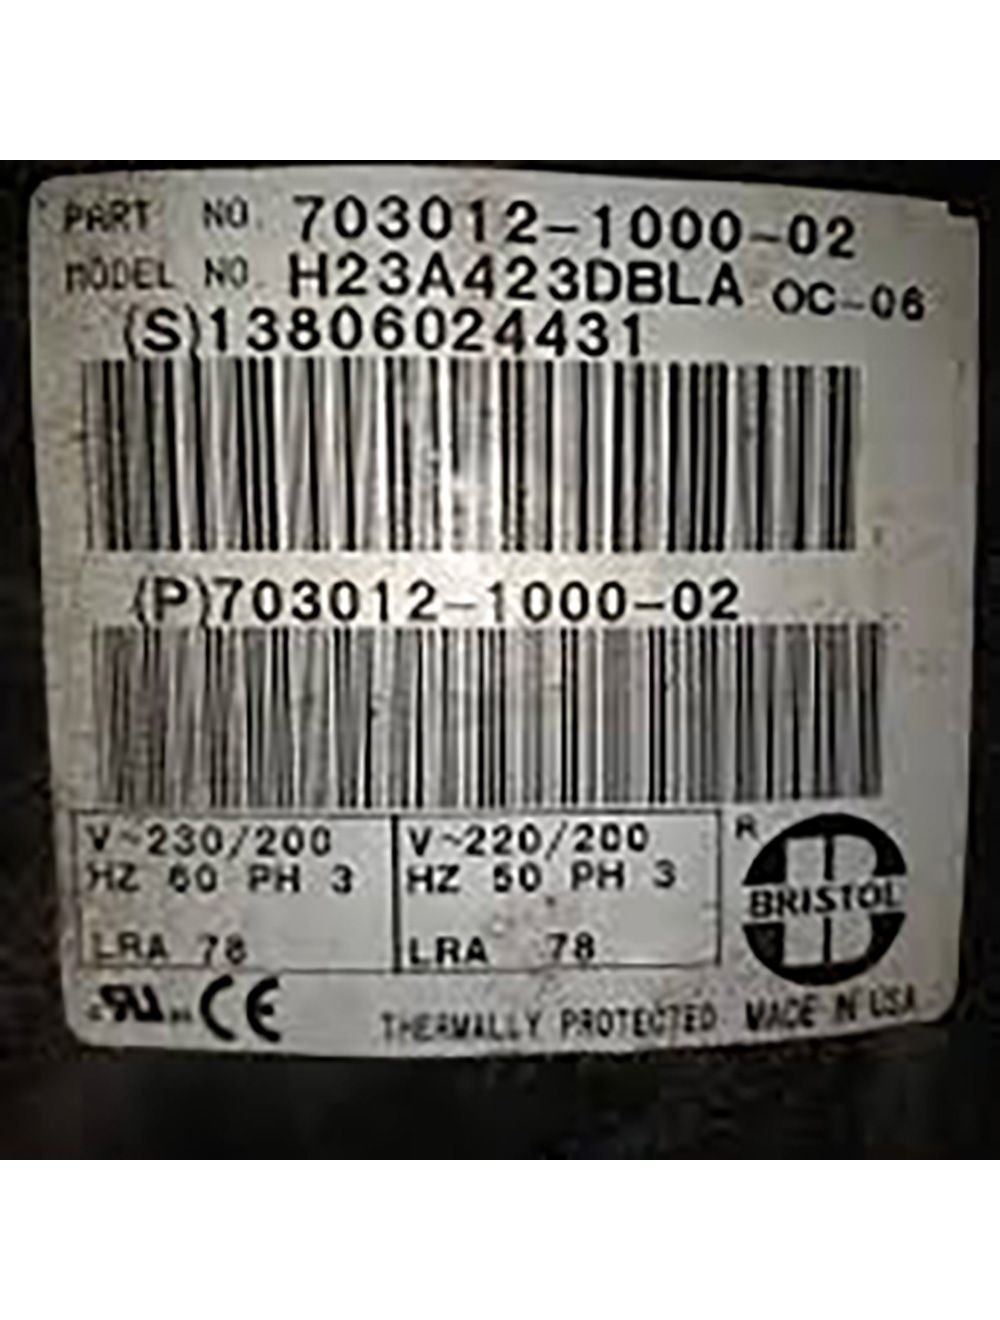 PART NO. 703012-1000-02
MODEL NO. H23A423DBLA OC-06
(S)13806024431
(P)703012-1000-02
V~230/200
HZ 60 PH 3
LRA 78
V~220/200
HZ 50 PH 3
LRA 78
R
BRISTOL
CE
THERMALLY PROTECTED MADE IN USA